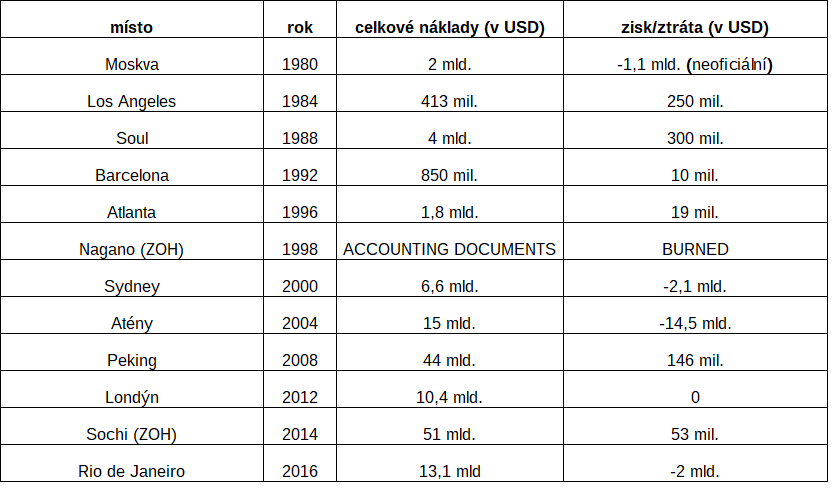 místo rok celkové náklady (v USD) zisk/ztráta (v USD)
Moskva 1980 2 mld. -1,1 mld. (neoficiální)
Los Angeles 1984 413 mil. 250 mil.
Soul 1988 4 mld. 300 mil.
Barcelona 1992 850 mil. 10 mil.
Atlanta 1996 1,8 mld. 19 mil.
Nagano (ZOH) 1998 ACCOUNTING DOCUMENTS BURNED
Sydney 2000 6,6 mld. -2,1 mld.
Atény 2004 15 mld. -14,5 mld.
Peking 2008 44 mld. 146 mil.
Londýn 2012 10,4 mld. 0
Sochi (ZOH) 2014 51 mld. 53 mil.
Rio de Janeiro 2016 13,1 mld -2 mld.